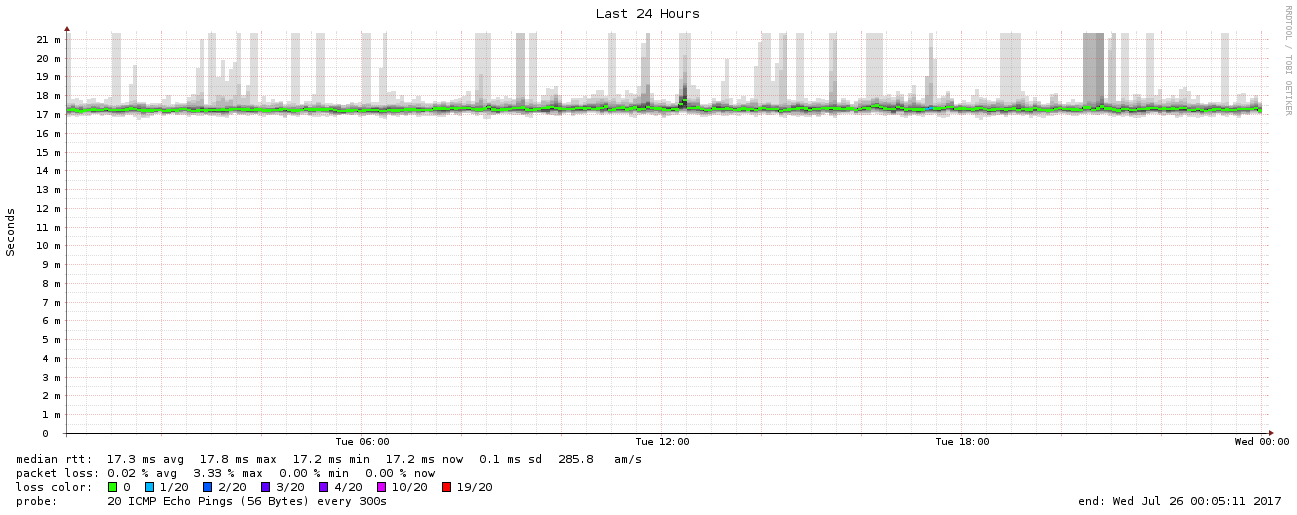 Last 24 Hours
RRDTOOL / TOBI OETIKER
Seconds
21 m
20 m
19 m
18 m
17 m
16 m
15 m
14 m
13 m
12 m
11 m
10 m
9 m
8 m
7 m
6 m
5 m
4 m
3 m
2 m
1 m
0
Tue 06:00 Tue 12:00 Tue 18:00 Wed 00:00
median rtt: 17.3 ms avg 17.8 ms max 17.2 ms min 17.2 ms now 0.1 ms sd 285.8 am/s
packet loss: 0.02 % avg 3.33 % max 0.00 % min 0.00 % now
loss color: 0 1/20 2/20 3/20 4/20 10/20 19/20
probe: 20 ICMP Echo Pings (56 Bytes) every 300s end: Wed Jul 26 00:05:11 2017